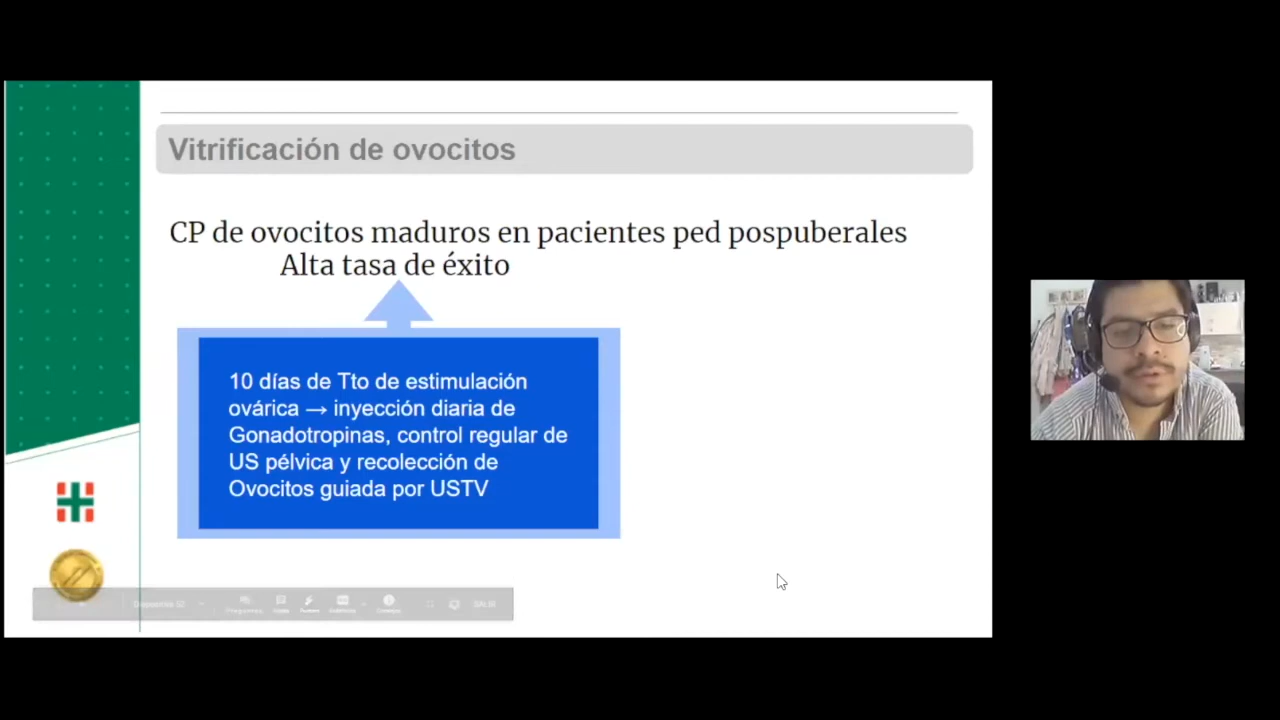 Vitrificación de ovocitos
CP de ovocitos maduros en pacientes ped pospuberales
Alta tasa de éxito
10 días de Tto de estimulación
ovárica → inyección diaria de
Gonadotropinas, control regular de
US pélvica y recolección de
Ovocitos guiada por USTV